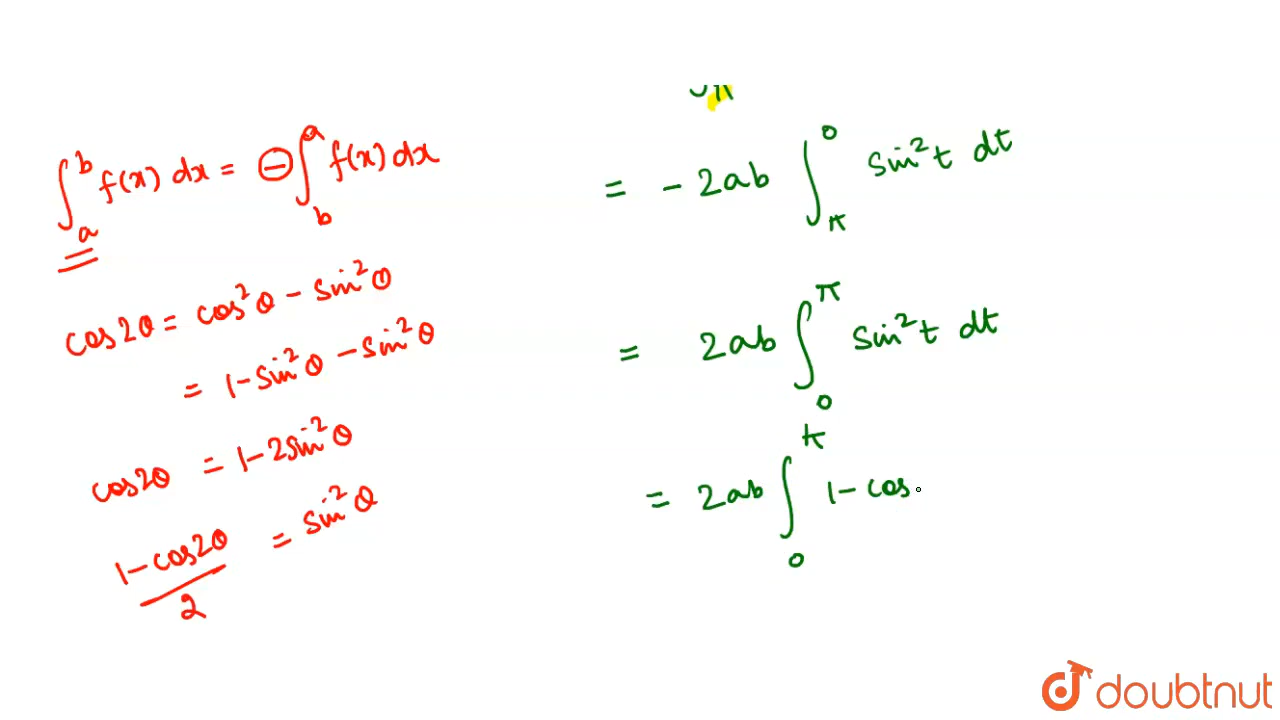 ∫_a^b f(x) dx = ⊖ ∫_b^a f(x) dx
cos2θ = cos²θ − sin²θ
= 1 − sin²θ − sin²θ
cos2θ = 1 − 2sin²θ
(1 − cos2θ)/2 = sin²θ
= − 2ab ∫_π^0 sin²t dt
= 2ab ∫_0^π sin²t dt
= 2ab ∫_0^π 1 − cos
doubtnut